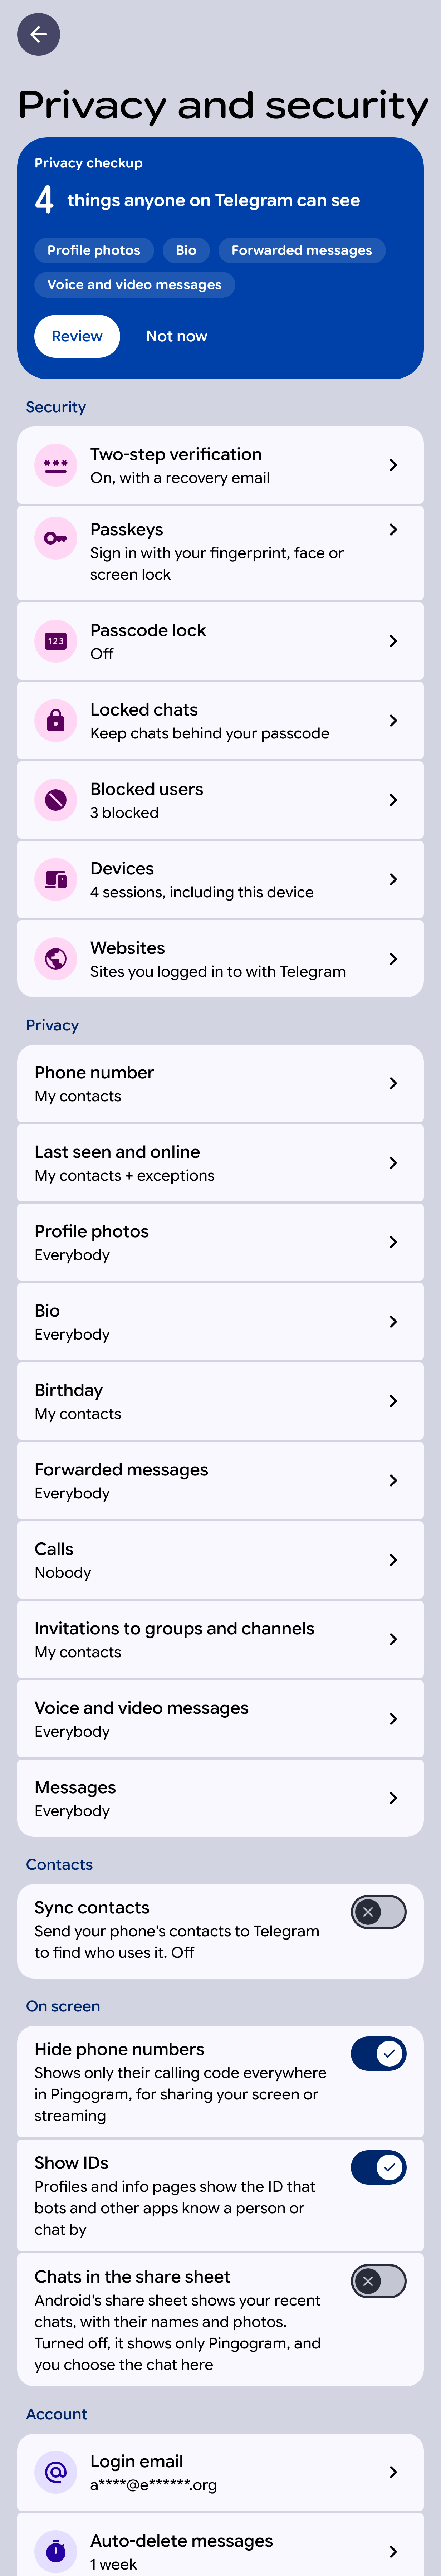 Privacy and security
Privacy checkup
4 things anyone on Telegram can see
Profile photos
Bio
Forwarded messages
Voice and video messages
Review
Not now
Security
Two-step verification
On, with a recovery email
Passkeys
Sign in with your fingerprint, face or
screen lock
Passcode lock
Off
Locked chats
Keep chats behind your passcode
Blocked users
3 blocked
Devices
4 sessions, including this device
Websites
Sites you logged in to with Telegram
Privacy
Phone number
My contacts
Last seen and online
My contacts + exceptions
Profile photos
Everybody
Bio
Everybody
Birthday
My contacts
Forwarded messages
Everybody
Calls
Nobody
Invitations to groups and channels
My contacts
Voice and video messages
Everybody
Messages
Everybody
Contacts
Sync contacts
Send your phone's contacts to Telegram
to find who uses it. Off
On screen
Hide phone numbers
Shows only their calling code everywhere
in Pingogram, for sharing your screen or
streaming
Show IDs
Profiles and info pages show the ID that
bots and other apps know a person or
chat by
Chats in the share sheet
Android's share sheet shows your recent
chats, with their names and photos.
Turned off, it shows only Pingogram, and
you choose the chat here
Account
Login email
a****@e******.org
Auto-delete messages
1 week